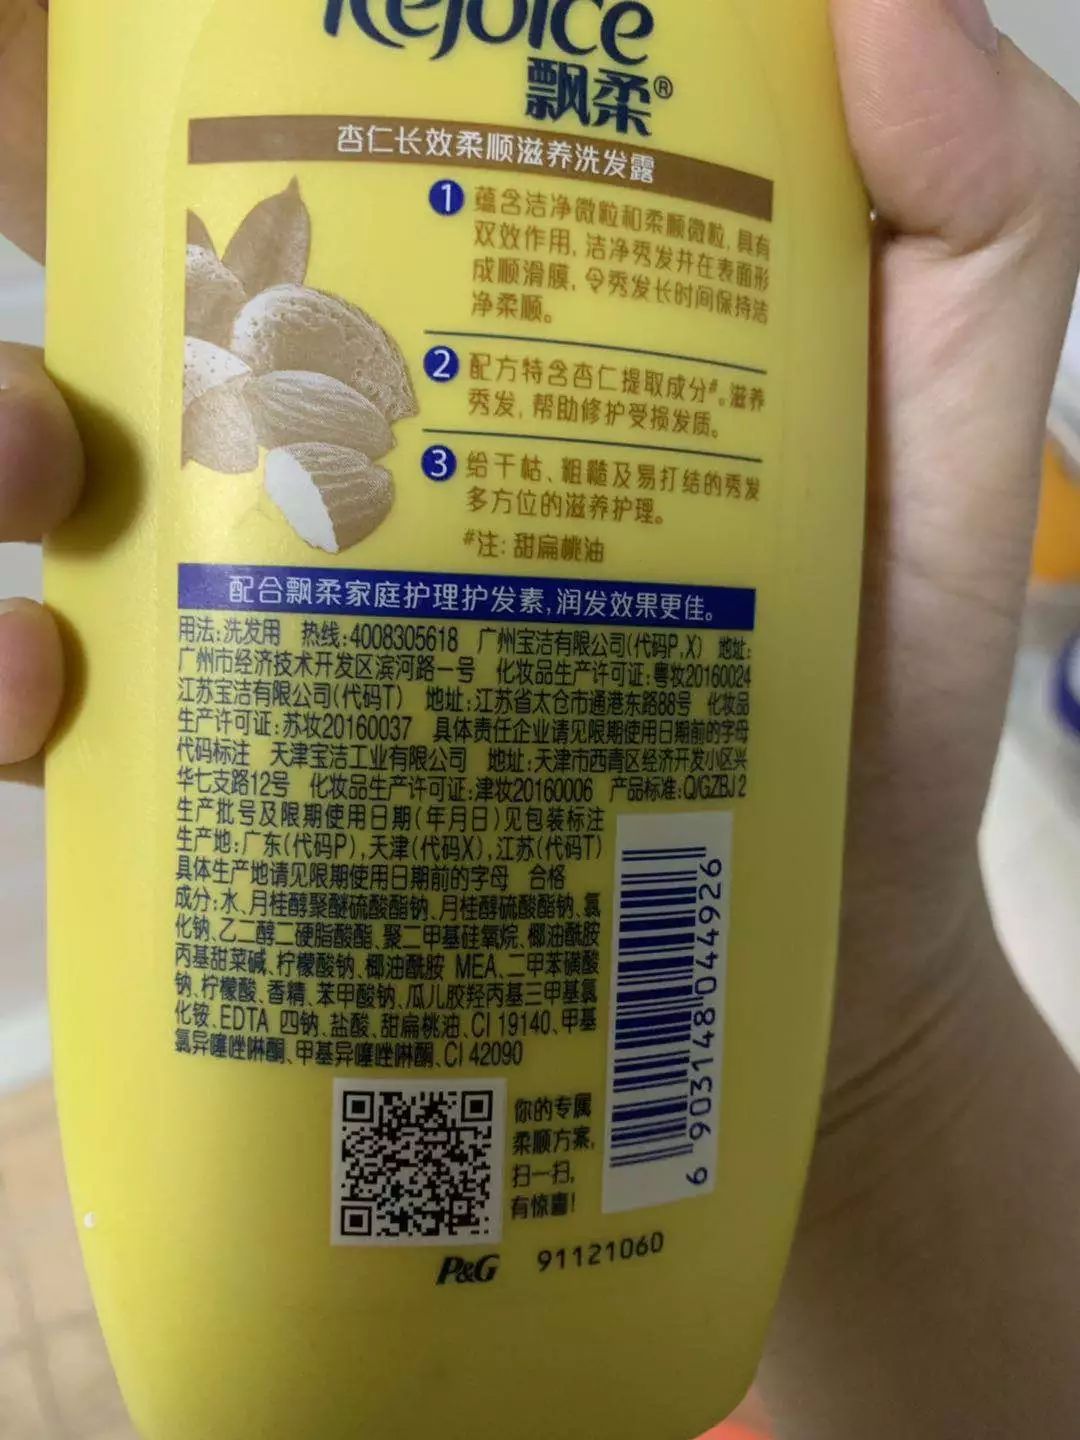 Rejoice
飘柔®
杏仁长效柔顺滋养洗发露
1 蕴含洁净微粒和柔顺微粒,具有
双效作用,洁净秀发并在表面形
成顺滑膜,令秀发长时间保持洁
净柔顺。
2 配方特含杏仁提取成分#。滋养
秀发,帮助修护受损发质。
3 给干枯、粗糙及易打结的秀发
多方位的滋养护理。
#注:甜扁桃油
配合飘柔家庭护理护发素,润发效果更佳。
用法:洗发用 热线:4008305618 广州宝洁有限公司(代码P,X) 地址:
广州市经济技术开发区滨河路一号 化妆品生产许可证:粤妆20160024
江苏宝洁有限公司(代码T) 地址:江苏省太仓市通港东路88号 化妆品
生产许可证:苏妆20160037 具体责任企业请见限期使用日期前的字母
代码标注 天津宝洁工业有限公司 地址:天津市西青区经济开发小区兴
华七支路12号 化妆品生产许可证:津妆20160006 产品标准:Q/GZBJ 2
生产批号及限期使用日期(年月日)见包装标注
生产地:广东(代码P),天津(代码X),江苏(代码T)
具体生产地请见限期使用日期前的字母 合格
成分:水、月桂醇聚醚硫酸酯钠、月桂醇硫酸酯钠、氯
化钠、乙二醇二硬脂酸酯、聚二甲基硅氧烷、椰油酰胺
丙基甜菜碱、柠檬酸钠、椰油酰胺 MEA、二甲苯磺酸
钠、柠檬酸、香精、苯甲酸钠、瓜儿胶羟丙基三甲基氯
化铵、EDTA 四钠、盐酸、甜扁桃油、CI 19140、甲基
氯异噻唑啉酮、甲基异噻唑啉酮、CI 42090
你的专属
柔顺方案,
扫一扫,
有惊喜!
6 903148 044926
P&G 91121060